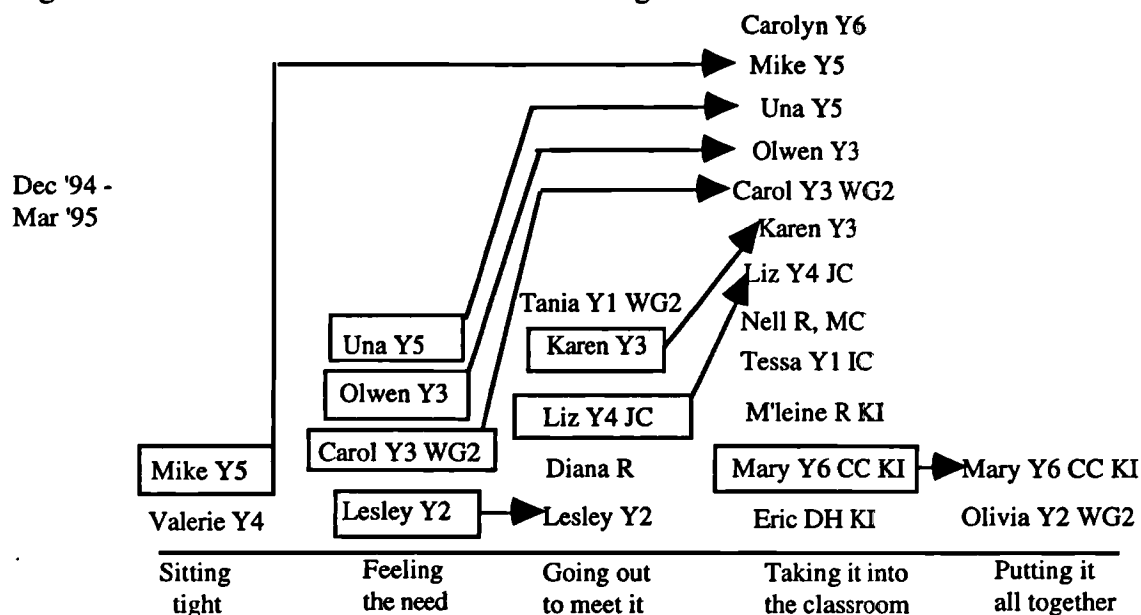 Carolyn Y6
Mike Y5
Una Y5
Olwen Y3
Dec '94 -
Mar '95
Carol Y3 WG2
Karen Y3
Liz Y4 JC
Tania Y1 WG2
Nell R, MC
Una Y5
Karen Y3
Tessa Y1 IC
Olwen Y3
Liz Y4 JC
M'leine R KI
Carol Y3 WG2
Mike Y5
Diana R
Mary Y6 CC KI
Mary Y6 CC KI
Valerie Y4
Lesley Y2
Lesley Y2
Eric DH KI
Olivia Y2 WG2
Sitting
tight
Feeling
the need
Going out
to meet it
Taking it into
the classroom
Putting it
all together